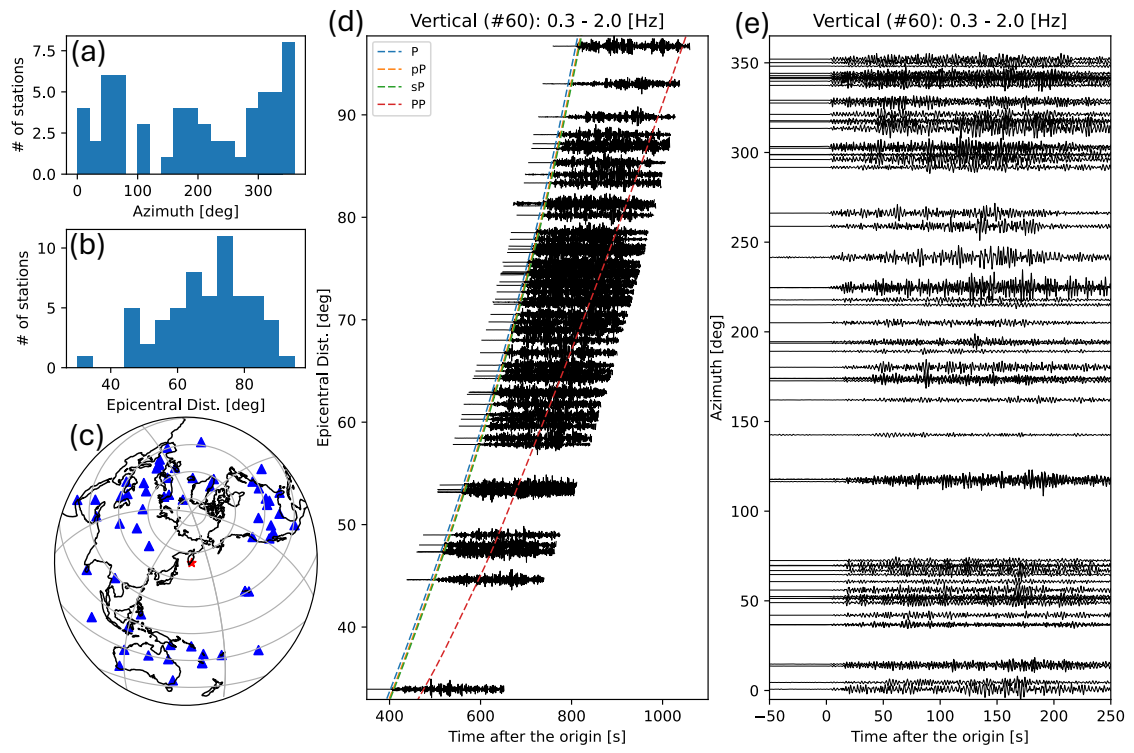 (a)
# of stations
0.0
2.5
5.0
7.5
0 100 200 300
Azimuth [deg]
(b)
# of stations
0
5
10
40 60 80
Epicentral Dist. [deg]
(c)
(d)
Vertical (#60): 0.3 - 2.0 [Hz]
P
pP
sP
PP
Epicentral Dist. [deg]
90
80
70
60
50
40
400 600 800 1000
Time after the origin [s]
(e)
Vertical (#60): 0.3 - 2.0 [Hz]
Azimuth [deg]
350
300
250
200
150
100
50
0
−50 0 50 100 150 200 250
Time after the origin [s]